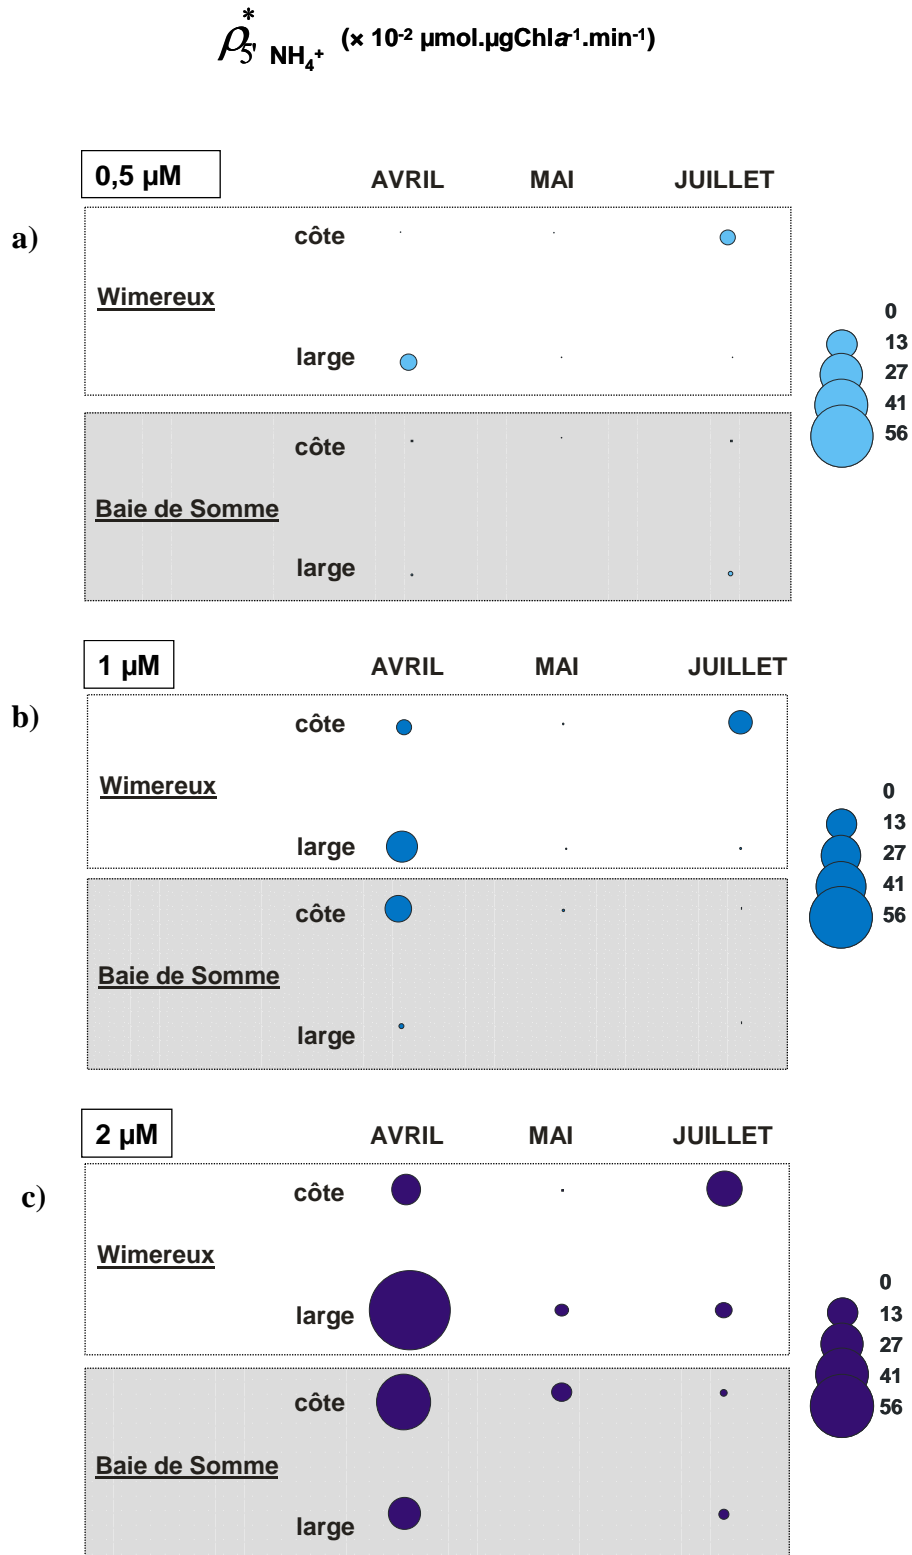 ρ*5' NH₄⁺ (× 10⁻² µmol.µgChla⁻¹.min⁻¹)
0,5 µM AVRIL MAI JUILLET
a) côte
Wimereux
large
côte
Baie de Somme
large
0
13
27
41
56
1 µM AVRIL MAI JUILLET
b) côte
Wimereux
large
côte
Baie de Somme
large
0
13
27
41
56
2 µM AVRIL MAI JUILLET
c) côte
Wimereux
large
côte
Baie de Somme
large
0
13
27
41
56